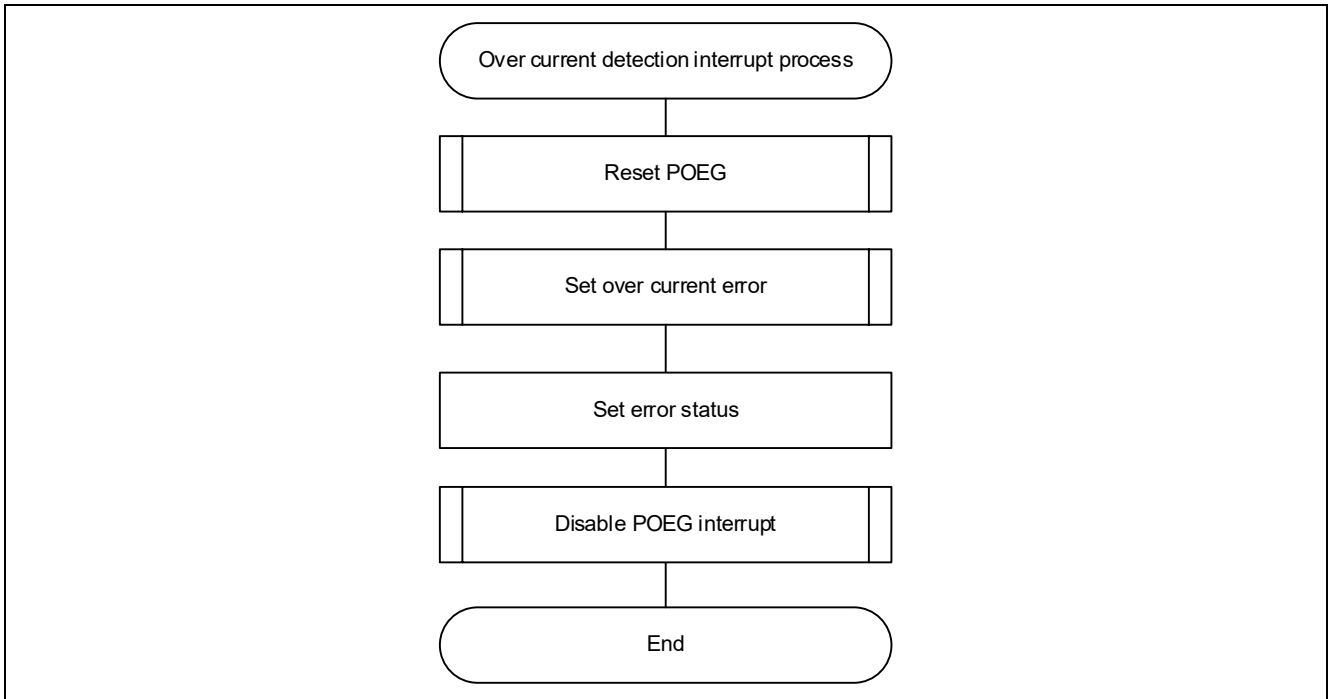 Over current detection interrupt process
Reset POEG
Set over current error
Set error status
Disable POEG interrupt
End